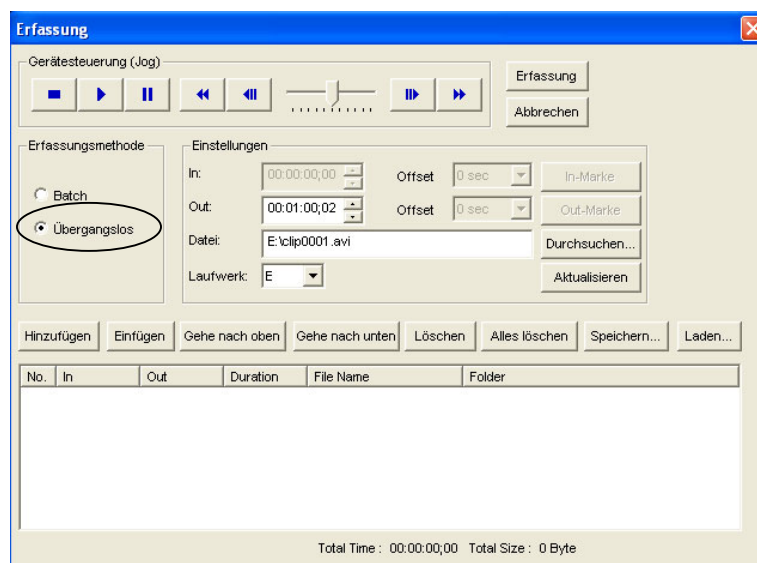 Erfassung
Gerätesteuerung (Jog)
Erfassung
Abbrechen
Erfassungsmethode
Batch
Übergangslos
Einstellungen
In: 00:00:00;00 Offset 0 sec In-Marke
Out: 00:01:00;02 Offset 0 sec Out-Marke
Datei: E:\clip0001.avi Durchsuchen...
Laufwerk: E Aktualisieren
Hinzufügen Einfügen Gehe nach oben Gehe nach unten Löschen Alles löschen Speichern... Laden...
No. In Out Duration File Name Folder
Total Time : 00:00:00;00 Total Size : 0 Byte